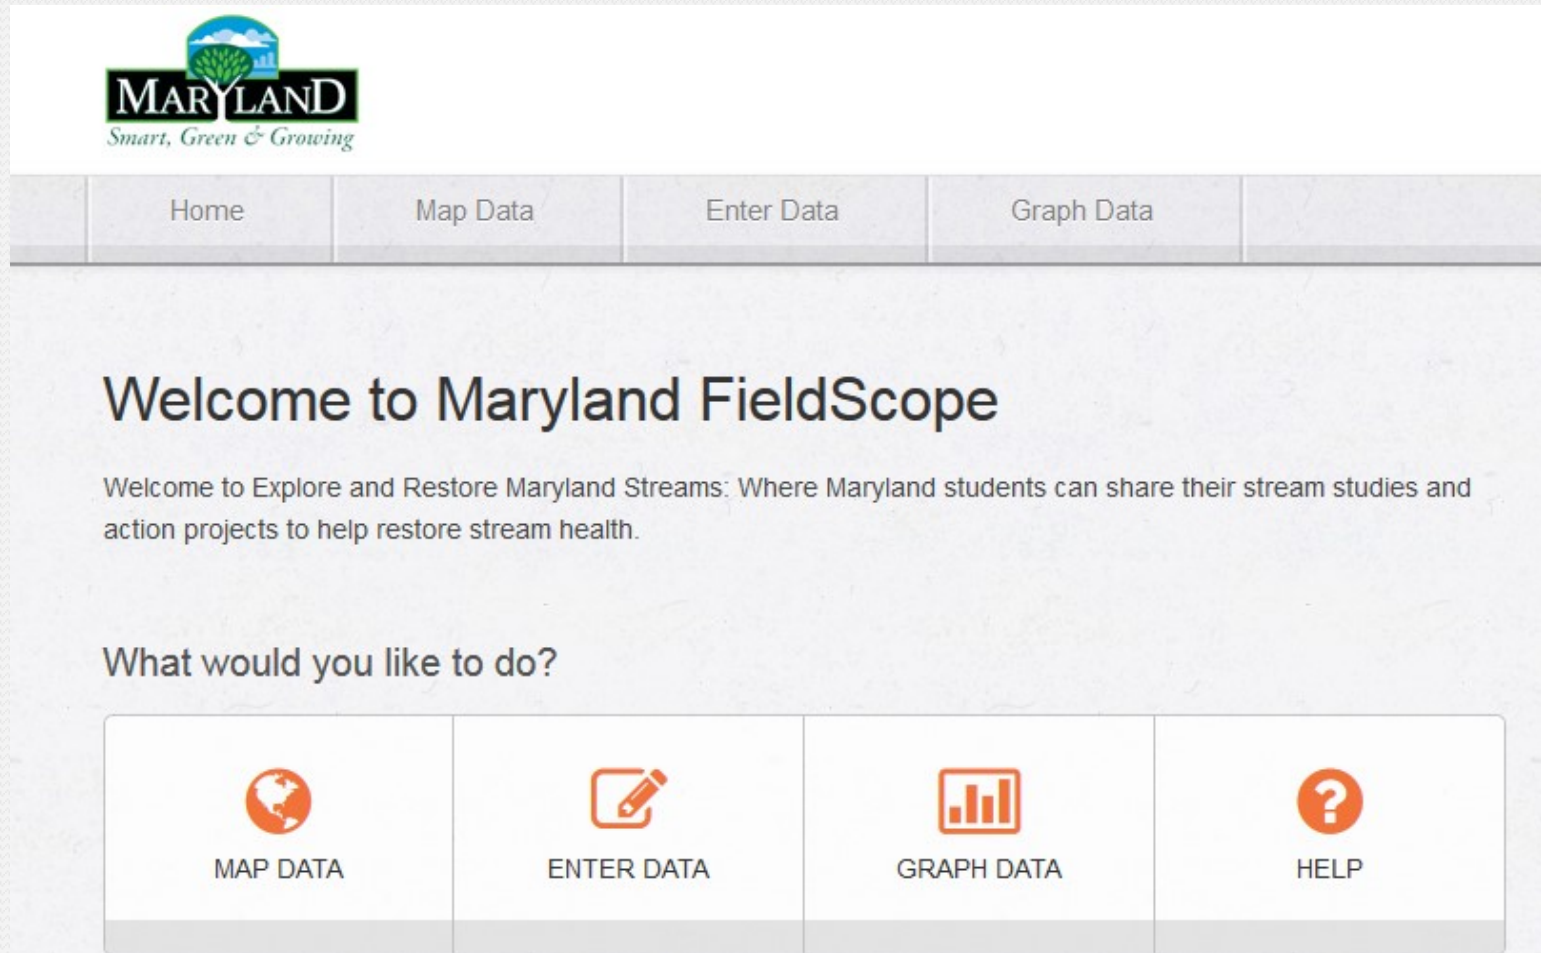 MARYLAND
Smart, Green & Growing
Home Map Data Enter Data Graph Data
Welcome to Maryland FieldScope
Welcome to Explore and Restore Maryland Streams: Where Maryland students can share their stream studies and
action projects to help restore stream health.
What would you like to do?
MAP DATA ENTER DATA GRAPH DATA HELP